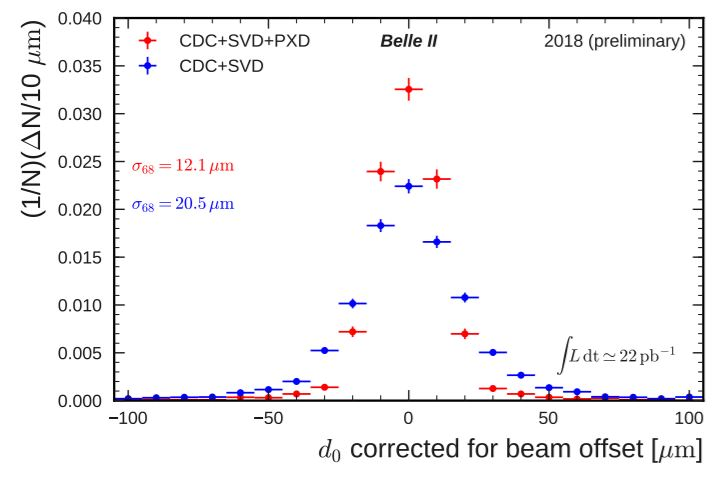 CDC+SVD+PXD
CDC+SVD
Belle II
2018 (preliminary)
σ₆₈ = 12.1 μm
σ₆₈ = 20.5 μm
∫L dt ≃ 22 pb⁻¹
(1/N)(ΔN/10 μm)
0.040
0.035
0.030
0.025
0.020
0.015
0.010
0.005
0.000
−100
−50
0
50
100
d₀ corrected for beam offset [μm]